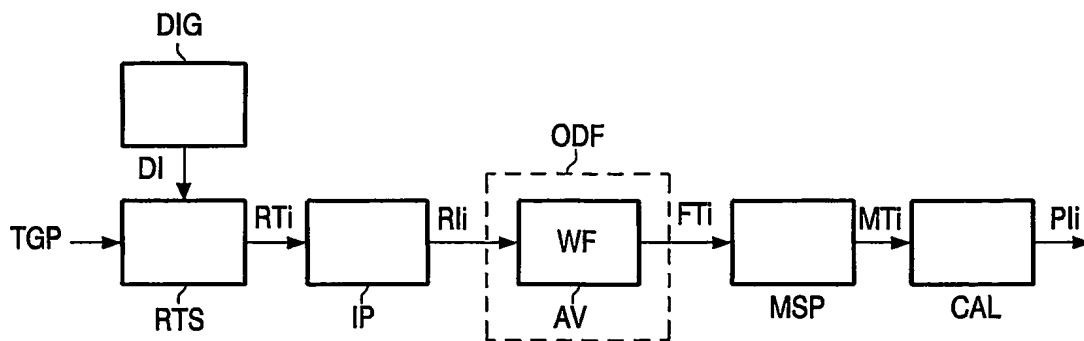 DIG
DI
ODF
TGP
RTi
RIi
WF
FTi
MTi
PIi
RTS
IP
AV
MSP
CAL